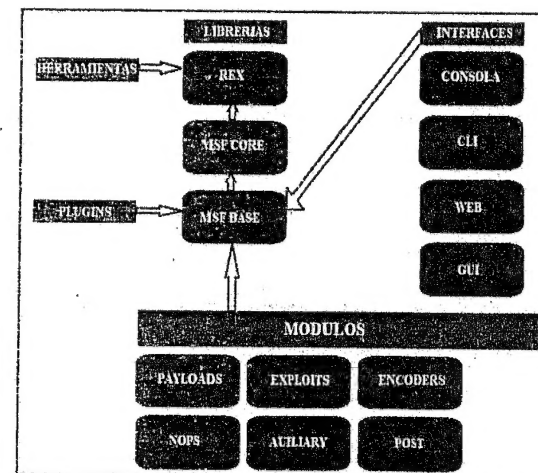 LIBRERIAS
INTERFACES
HERRAMIENTAS
REX
CONSOLA
MSF CORE
CLI
PLUGINS
MSF BASE
WEB
GUI
MODULOS
PAYLOADS
EXPLOITS
ENCODERS
NOPS
AUILIARY
POST